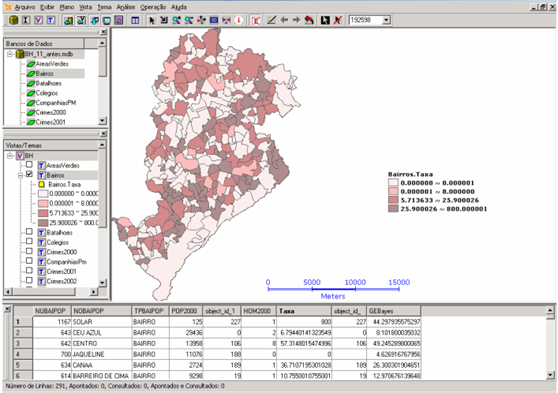 Arquivo Exibir Plano Vista Tema Análise Operação Ajuda
192598
Bancos de Dados
BH_11_antes.mdb
AreasVerdes
Bairros
Batalhoes
Colegios
CompanhiasPM
Crimes2000
Crimes2001
Vistas/Temas
BH
AreasVerdes
Bairros
Bairros.Taxa
0.000000 ~ 0.0000
0.000001 ~ 8.0000
5.713633 ~ 25.900
25.900026 ~ 800.0
Batalhoes
Colegios
Crimes2000
CompanhiasPm
Crimes2001
Crimes2002
Bairros.Taxa
0.000000 ~ 0.000001
0.000001 ~ 8.000000
5.713633 ~ 25.900026
25.900026 ~ 800.000001
0 5000 10000 15000
Meters
NUBAIPOP NOBAIPOP TPBAIPOP POP2000 object_id_1 HOM2000 Taxa object_id_ GEBayes
1 1167 SOLAR BAIRRO 125 227 1 800 227 44.297935575297
2 643 CEU AZUL BAIRRO 29436 0 2 6.79440141323549 0 8.101800035032
3 642 CENTRO BAIRRO 13958 106 8 57.3148015474996 106 49.245289800065
4 700 JAQUELINE BAIRRO 11076 188 0 0 4.626916767956
5 634 CANAA BAIRRO 2724 189 1 36.7107195301028 189 26.300301904651
6 614 BARREIRO DE CIMA BAIRRO 9298 19 1 10.7550010755001 19 12.970676139648
Número de Linhas: 291, Apontados: 0, Consultados: 0, Apontados e Consultados: 0